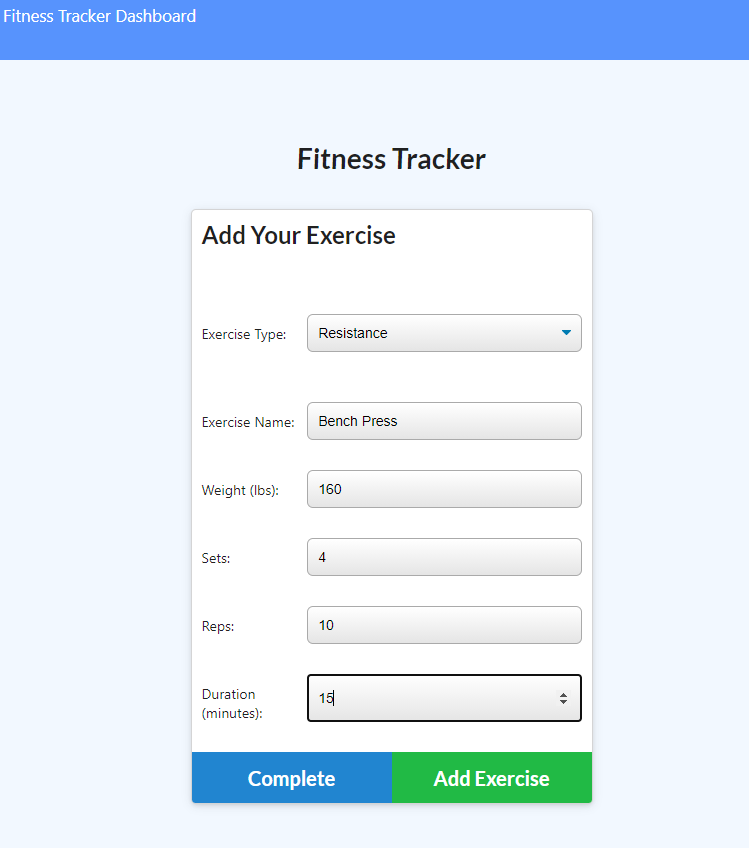 Fitness Tracker Dashboard
Fitness Tracker
Add Your Exercise
Exercise Type: Resistance
Exercise Name: Bench Press
Weight (lbs): 160
Sets: 4
Reps: 10
Duration
(minutes): 15
Complete Add Exercise